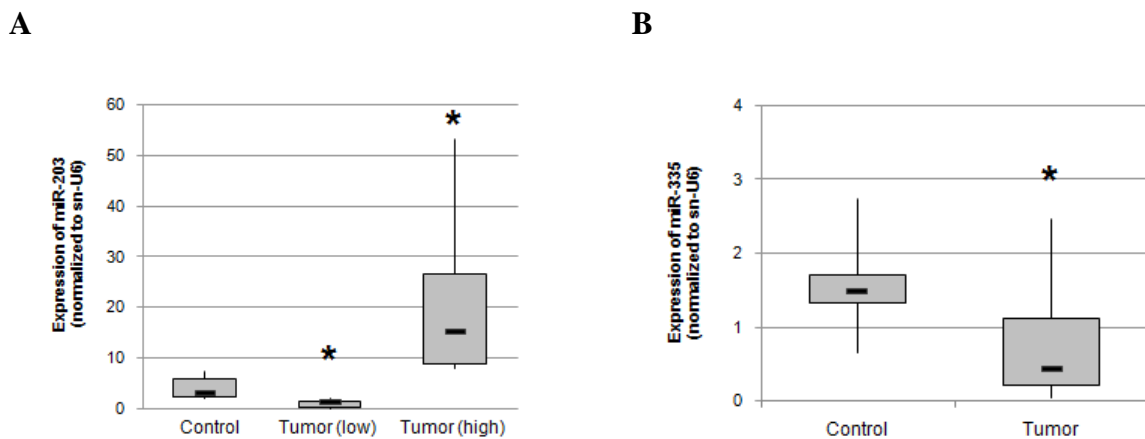 A
B
Expression of miR-203
(normalized to sn-U6)
60
50
40
30
20
10
0
*
*
Control
Tumor (low)
Tumor (high)
Expression of miR-335
(normalized to sn-U6)
4
3
2
1
0
*
Control
Tumor